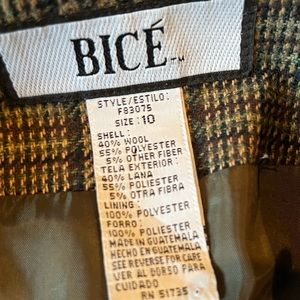 BICÉ™
STYLE/ESTILO:
F83075
SIZE: 10
SHELL:
40% WOOL
55% POLYESTER
5% OTHER FIBER
TELA EXTERIOR:
40% LANA
55% POLIESTER
5% OTRA FIBRA
LINING:
100% POLYESTER
FORRO:
100% POLIESTER
MADE IN GUATEMALA
HECHO EN GUATEMALA
SEE REVERSE FOR CARE
VER AL DORSO PARA
CUIDADO
RN 51735